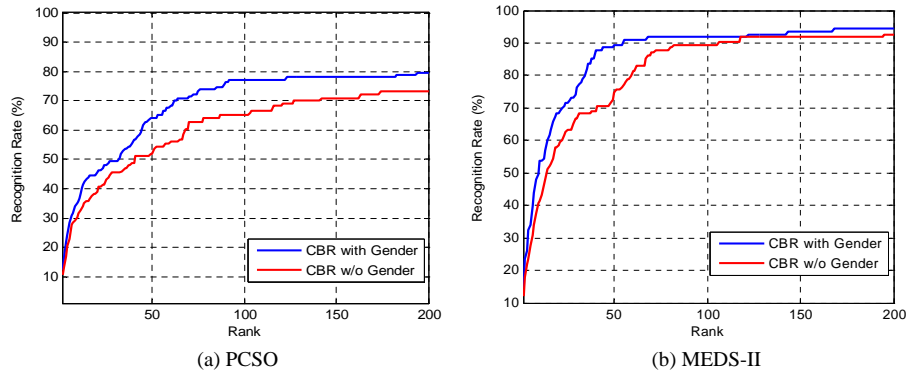 100
90
80
70
60
50
40
30
20
10
Recognition Rate (%)
CBR with Gender
CBR w/o Gender
50
100
150
200
Rank
(a) PCSO
100
90
80
70
60
50
40
30
20
10
Recognition Rate (%)
CBR with Gender
CBR w/o Gender
50
100
150
200
Rank
(b) MEDS-II